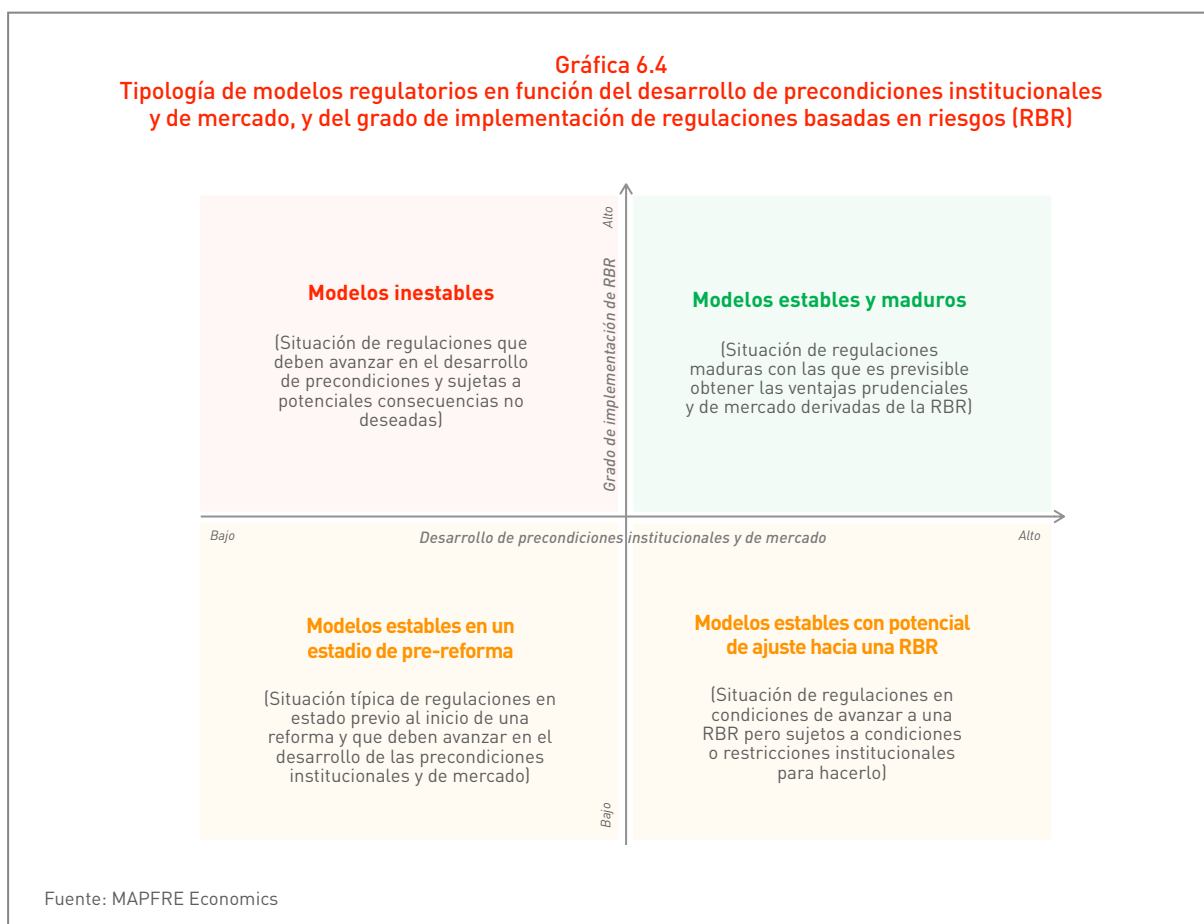 Gráfica 6.4
Tipología de modelos regulatorios en función del desarrollo de precondiciones institucionales
y de mercado, y del grado de implementación de regulaciones basadas en riesgos (RBR)
Alto
Grado de implementación de RBR
Modelos inestables
(Situación de regulaciones que
deben avanzar en el desarrollo
de precondiciones y sujetas a
potenciales consecuencias no
deseadas)
Modelos estables y maduros
(Situación de regulaciones
maduras con las que es previsible
obtener las ventajas prudenciales
y de mercado derivadas de la RBR)
Bajo
Desarrollo de precondiciones institucionales y de mercado
Alto
Modelos estables en un
estadio de pre-reforma
(Situación típica de regulaciones en
estado previo al inicio de una
reforma y que deben avanzar en el
desarrollo de las precondiciones
institucionales y de mercado)
Modelos estables con potencial
de ajuste hacia una RBR
(Situación de regulaciones en
condiciones de avanzar a una
RBR pero sujetos a condiciones
o restricciones institucionales
para hacerlo)
Bajo
Fuente: MAPFRE Economics